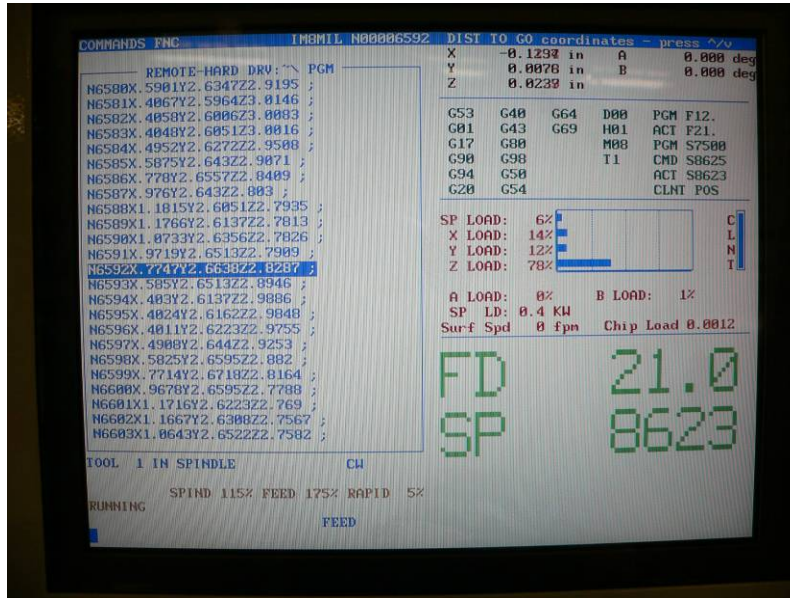 COMMANDS FNC IM8MIL N00006592 DIST TO GO coordinates - press ^/v
REMOTE-HARD DRV:~\ PGM
N6580X.5901Y2.6347Z2.9195 ;
N6581X.4067Y2.5964Z3.0146 ;
N6582X.4058Y2.6006Z3.0083 ;
N6583X.4048Y2.6051Z3.0016 ;
N6584X.4952Y2.6272Z2.9508 ;
N6585X.5875Y2.643Z2.9071 ;
N6586X.778Y2.6557Z2.8409 ;
N6587X.976Y2.643Z2.803 ;
N6588X1.1815Y2.6051Z2.7935 ;
N6589X1.1766Y2.6137Z2.7813 ;
N6590X1.0733Y2.6356Z2.7826 ;
N6591X.9719Y2.6513Z2.7909 ;
N6592X.7747Y2.6638Z2.8287 ;
N6593X.585Y2.6513Z2.8946 ;
N6594X.403Y2.6137Z2.9886 ;
N6595X.4024Y2.6162Z2.9848 ;
N6596X.4011Y2.6223Z2.9755 ;
N6597X.4908Y2.644Z2.9253 ;
N6598X.5825Y2.6595Z2.882 ;
N6599X.7714Y2.6718Z2.8164 ;
N6600X.9678Y2.6595Z2.7788 ;
N6601X1.1716Y2.6223Z2.769 ;
N6602X1.1667Y2.6308Z2.7567 ;
N6603X1.0643Y2.6522Z2.7582 ;
TOOL 1 IN SPINDLE CW
SPIND 115% FEED 175% RAPID 5%
RUNNING
FEED
X in A 0.000 deg
Y 0.0076 in B 0.000 deg
Z in
G53 G40 G64 D00 PGM F12.
G01 G43 G69 H01 ACT F21.
G17 G80 M08 PGM S7500
G90 G98 T1 CMD S8625
G94 G50 ACT S8623
G20 G54 CLNT POS
SP LOAD: 6%
X LOAD: 14%
Y LOAD: 12%
Z LOAD: 78%
C
L
N
T
A LOAD: 0% B LOAD: 1%
SP LD: 0.4 KW
Surf Spd 0 fpm Chip Load 0.0012
FD 21.0
SP 8623